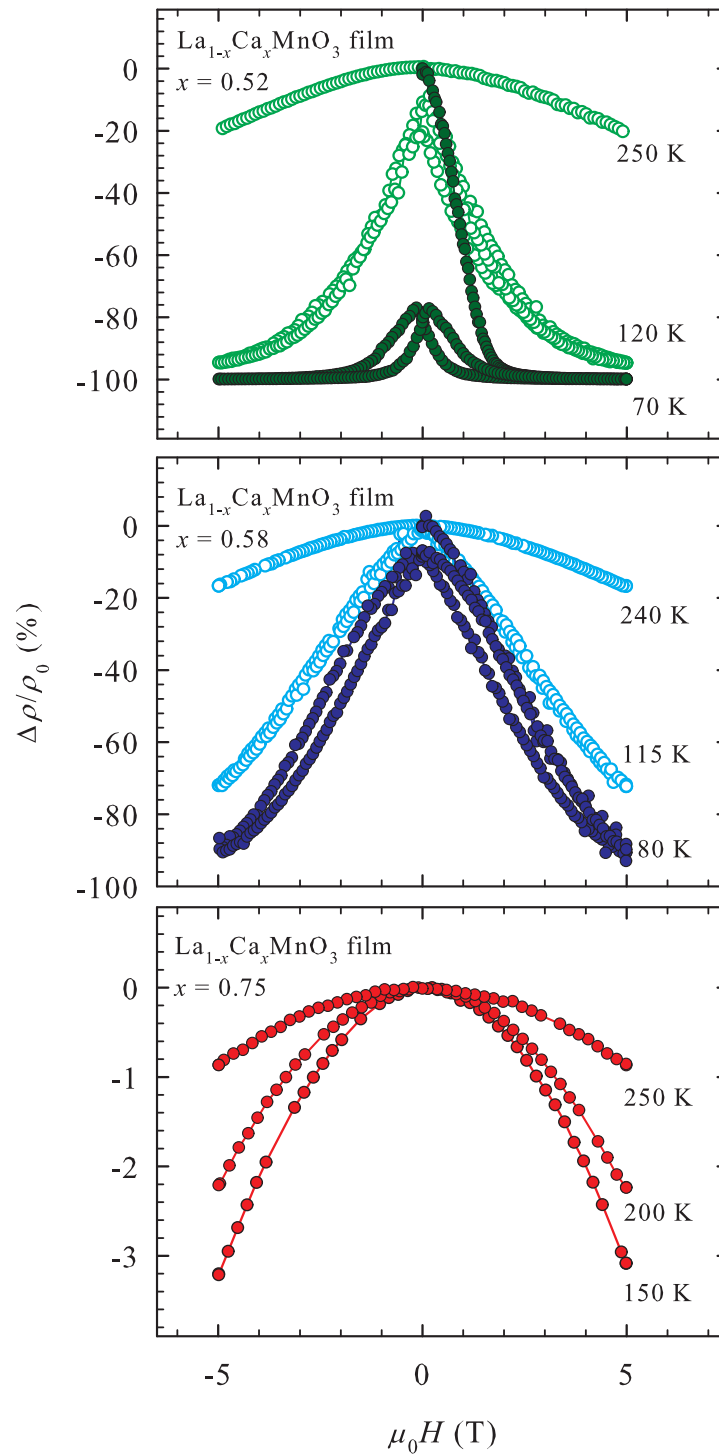 La1-xCaxMnO3 film
x = 0.52
0
-20
-40
-60
-80
-100
250 K
120 K
70 K
La1-xCaxMnO3 film
x = 0.58
0
-20
-40
-60
-80
-100
240 K
115 K
80 K
Δρ/ρ0 (%)
La1-xCaxMnO3 film
x = 0.75
0
-1
-2
-3
250 K
200 K
150 K
-5 0 5
μ0H (T)